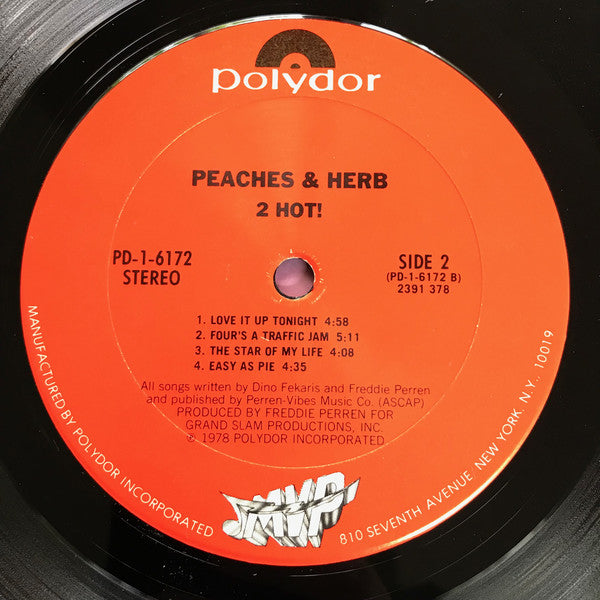 polydor
PEACHES & HERB
2 HOT!
PD-1-6172
STEREO
SIDE 2
(PD-1-6172 B)
2391 378
1. LOVE IT UP TONIGHT 4:58
2. FOUR'S A TRAFFIC JAM 5:11
3. THE STAR OF MY LIFE 4:08
4. EASY AS PIE 4:35
All songs written by Dino Fekaris and Freddie Perren
and published by Perren-Vibes Music Co. (ASCAP)
PRODUCED BY FREDDIE PERREN FOR
GRAND SLAM PRODUCTIONS, INC.
℗ 1978 POLYDOR INCORPORATED
MVP
MANUFACTURED BY POLYDOR INCORPORATED
810 SEVENTH AVENUE, NEW YORK, N.Y. 10019